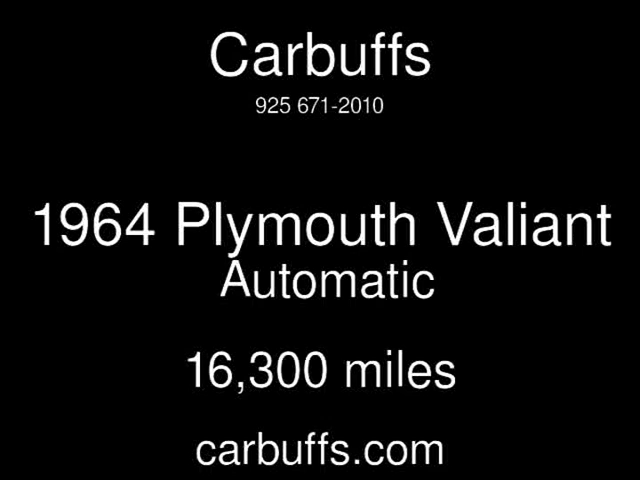 Carbuffs
925 671-2010
1964 Plymouth Valiant
Automatic
16,300 miles
carbuffs.com